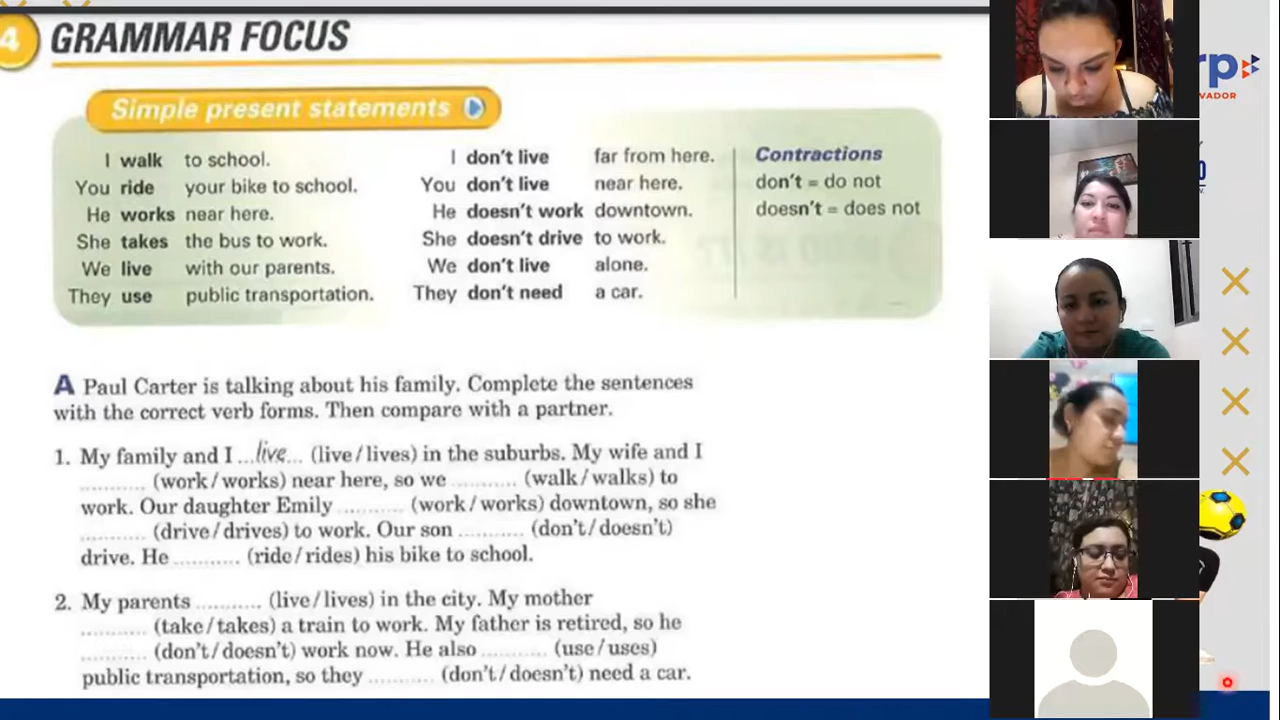 4 GRAMMAR FOCUS
Simple present statements
I walk to school.
You ride your bike to school.
He works near here.
She takes the bus to work.
We live with our parents.
They use public transportation.
I don't live far from here.
You don't live near here.
He doesn't work downtown.
She doesn't drive to work.
We don't live alone.
They don't need a car.
Contractions
don't = do not
doesn't = does not
A Paul Carter is talking about his family. Complete the sentences
with the correct verb forms. Then compare with a partner.
1. My family and I ...live... (live/lives) in the suburbs. My wife and I
.......... (work/works) near here, so we .......... (walk/walks) to
work. Our daughter Emily .......... (work/works) downtown, so she
.......... (drive/drives) to work. Our son .......... (don't/doesn't)
drive. He .......... (ride/rides) his bike to school.
2. My parents .......... (live/lives) in the city. My mother
.......... (take/takes) a train to work. My father is retired, so he
.......... (don't/doesn't) work now. He also .......... (use/uses)
public transportation, so they .......... (don't/doesn't) need a car.
rp
VADOR